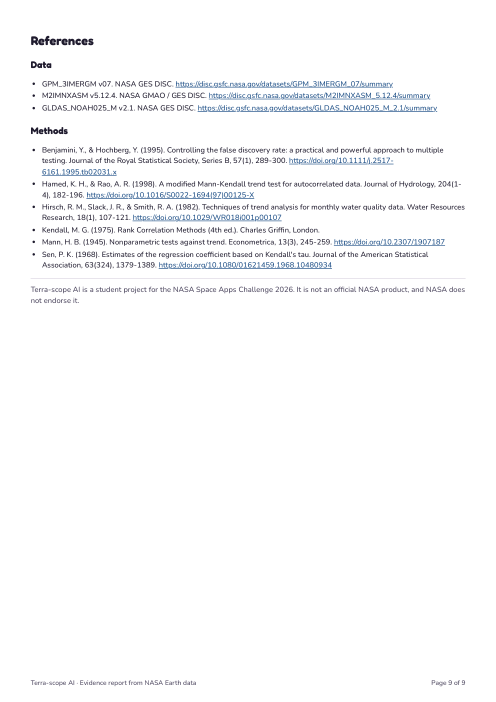 References
Data
• GPM_3IMERGM v07. NASA GES DISC. https://disc.gsfc.nasa.gov/datasets/GPM_3IMERGM_07/summary
• M2IMNXASM v5.12.4. NASA GMAO / GES DISC. https://disc.gsfc.nasa.gov/datasets/M2IMNXASM_5.12.4/summary
• GLDAS_NOAH025_M v2.1. NASA GES DISC. https://disc.gsfc.nasa.gov/datasets/GLDAS_NOAH025_M_2.1/summary
Methods
• Benjamini, Y., & Hochberg, Y. (1995). Controlling the false discovery rate: a practical and powerful approach to multiple
testing. Journal of the Royal Statistical Society, Series B, 57(1), 289-300. https://doi.org/10.1111/j.2517-
6161.1995.tb02031.x
• Hamed, K. H., & Rao, A. R. (1998). A modified Mann-Kendall trend test for autocorrelated data. Journal of Hydrology, 204(1-
4), 182-196. https://doi.org/10.1016/S0022-1694(97)00125-X
• Hirsch, R. M., Slack, J. R., & Smith, R. A. (1982). Techniques of trend analysis for monthly water quality data. Water Resources
Research, 18(1), 107-121. https://doi.org/10.1029/WR018i001p00107
• Kendall, M. G. (1975). Rank Correlation Methods (4th ed.). Charles Griffin, London.
• Mann, H. B. (1945). Nonparametric tests against trend. Econometrica, 13(3), 245-259. https://doi.org/10.2307/1907187
• Sen, P. K. (1968). Estimates of the regression coefficient based on Kendall's tau. Journal of the American Statistical
Association, 63(324), 1379-1389. https://doi.org/10.1080/01621459.1968.10480934
Terra-scope AI is a student project for the NASA Space Apps Challenge 2026. It is not an official NASA product, and NASA does
not endorse it.
Terra-scope AI · Evidence report from NASA Earth data
Page 9 of 9